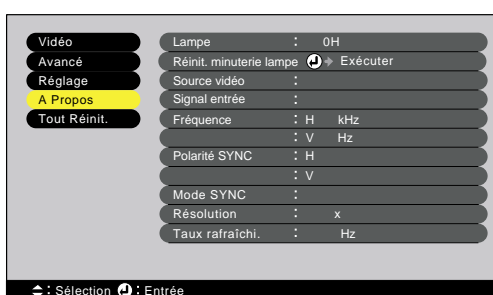 Vidéo
Avancé
Réglage
A Propos
Tout Réinit.
Lampe : 0H
Réinit. minuterie lampe Exécuter
Source vidéo :
Signal entrée :
Fréquence : H kHz
: V Hz
Polarité SYNC : H
: V
Mode SYNC :
Résolution : x
Taux rafraîchi. : Hz
: Sélection : Entrée